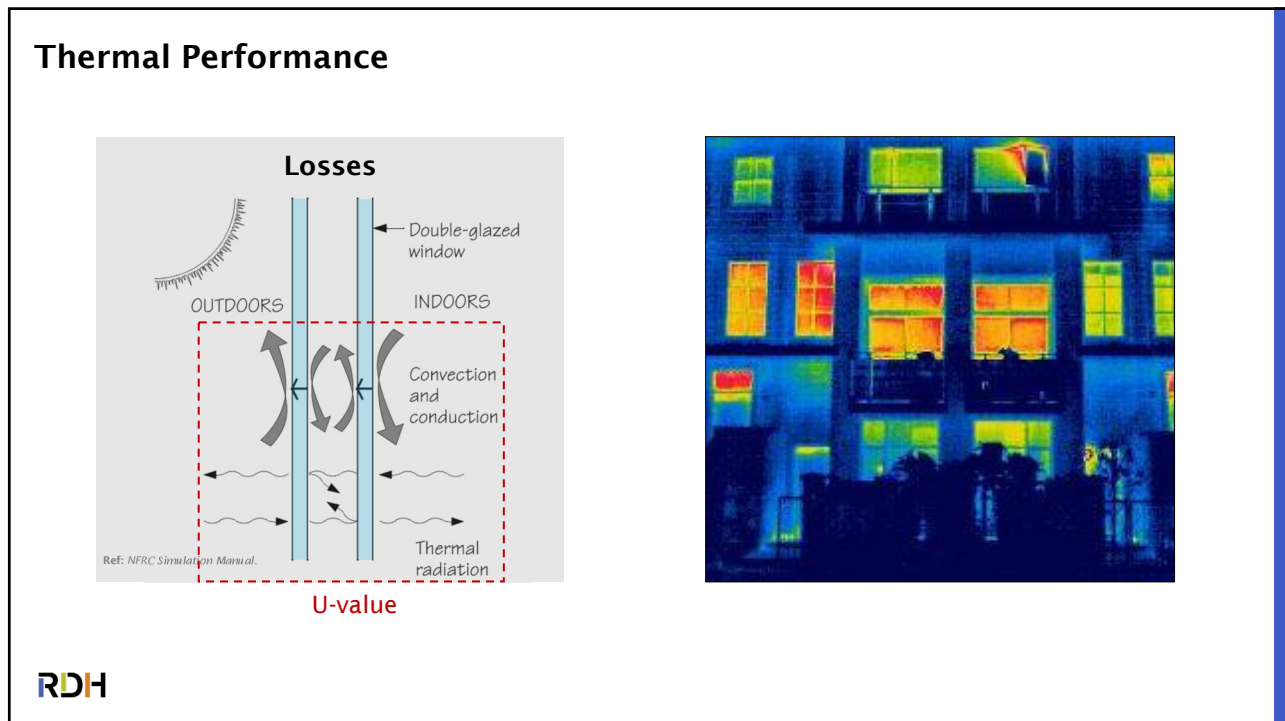 Thermal Performance
Losses
Double-glazed
window
OUTDOORS
INDOORS
Convection
and
conduction
Thermal
radiation
Ref: NFRC Simulation Manual.
U-value
RDH